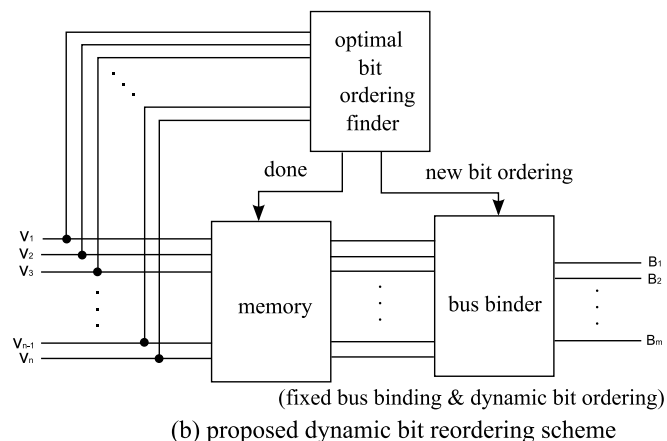 optimal
bit
ordering
finder
done
new bit ordering
V1
V2
V3
Vn-1
Vn
memory
bus binder
B1
B2
Bm
(fixed bus binding & dynamic bit ordering)
(b) proposed dynamic bit reordering scheme